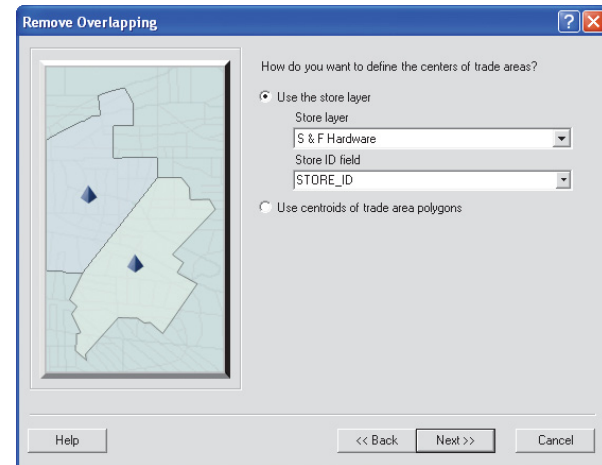 Remove Overlapping
How do you want to define the centers of trade areas?
Use the store layer
Store layer
S & F Hardware
Store ID field
STORE_ID
Use centroids of trade area polygons
Help
<< Back
Next >>
Cancel